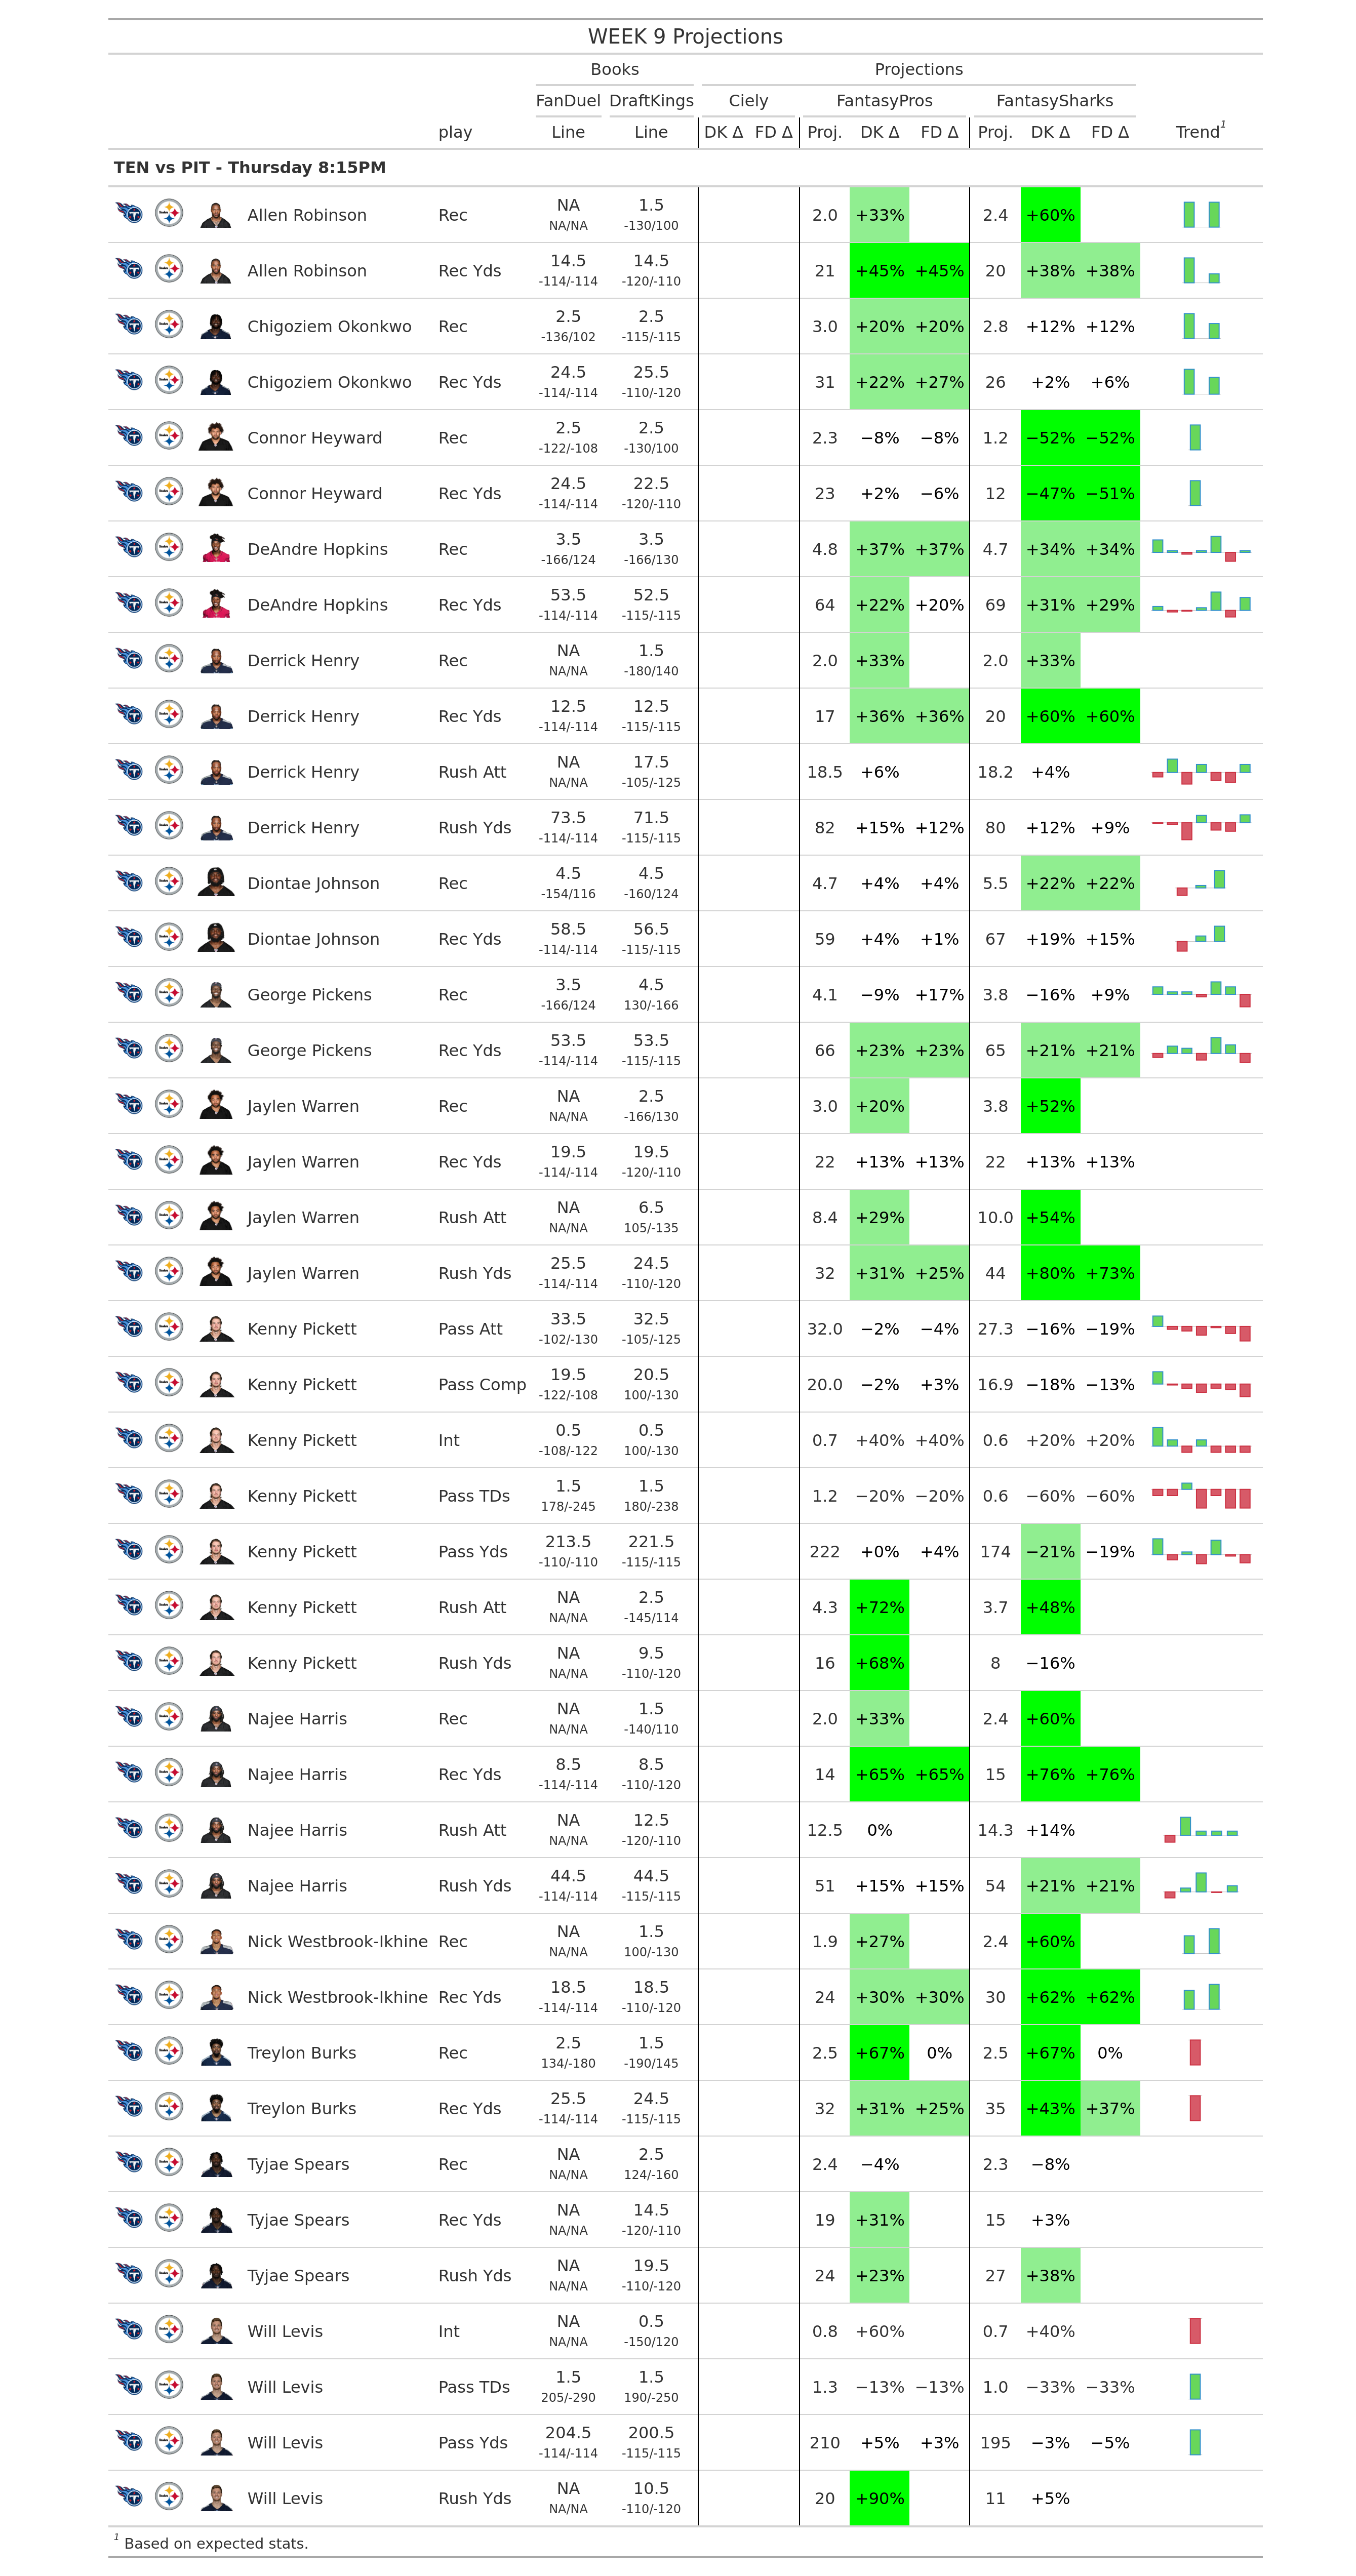 WEEK 9 Projections
Books Projections
FanDuel DraftKings Ciely FantasyPros FantasySharks
play Line Line DK Δ FD Δ Proj. DK Δ FD Δ Proj. DK Δ FD Δ Trend1
TEN vs PIT - Thursday 8:15PM
Allen Robinson Rec NA 1.5 2.0 +33% 2.4 +60%
NA/NA -130/100
Allen Robinson Rec Yds 14.5 14.5 21 +45% +45% 20 +38% +38%
-114/-114 -120/-110
Chigoziem Okonkwo Rec 2.5 2.5 3.0 +20% +20% 2.8 +12% +12%
-136/102 -115/-115
Chigoziem Okonkwo Rec Yds 24.5 25.5 31 +22% +27% 26 +2% +6%
-114/-114 -110/-120
Connor Heyward Rec 2.5 2.5 2.3 −8% −8% 1.2 −52% −52%
-122/-108 -130/100
Connor Heyward Rec Yds 24.5 22.5 23 +2% −6% 12 −47% −51%
-114/-114 -120/-110
DeAndre Hopkins Rec 3.5 3.5 4.8 +37% +37% 4.7 +34% +34%
-166/124 -166/130
DeAndre Hopkins Rec Yds 53.5 52.5 64 +22% +20% 69 +31% +29%
-114/-114 -115/-115
Derrick Henry Rec NA 1.5 2.0 +33% 2.0 +33%
NA/NA -180/140
Derrick Henry Rec Yds 12.5 12.5 17 +36% +36% 20 +60% +60%
-114/-114 -115/-115
Derrick Henry Rush Att NA 17.5 18.5 +6% 18.2 +4%
NA/NA -105/-125
Derrick Henry Rush Yds 73.5 71.5 82 +15% +12% 80 +12% +9%
-114/-114 -115/-115
Diontae Johnson Rec 4.5 4.5 4.7 +4% +4% 5.5 +22% +22%
-154/116 -160/124
Diontae Johnson Rec Yds 58.5 56.5 59 +4% +1% 67 +19% +15%
-114/-114 -115/-115
George Pickens Rec 3.5 4.5 4.1 −9% +17% 3.8 −16% +9%
-166/124 130/-166
George Pickens Rec Yds 53.5 53.5 66 +23% +23% 65 +21% +21%
-114/-114 -115/-115
Jaylen Warren Rec NA 2.5 3.0 +20% 3.8 +52%
NA/NA -166/130
Jaylen Warren Rec Yds 19.5 19.5 22 +13% +13% 22 +13% +13%
-114/-114 -120/-110
Jaylen Warren Rush Att NA 6.5 8.4 +29% 10.0 +54%
NA/NA 105/-135
Jaylen Warren Rush Yds 25.5 24.5 32 +31% +25% 44 +80% +73%
-114/-114 -110/-120
Kenny Pickett Pass Att 33.5 32.5 32.0 −2% −4% 27.3 −16% −19%
-102/-130 -105/-125
Kenny Pickett Pass Comp 19.5 20.5 20.0 −2% +3% 16.9 −18% −13%
-122/-108 100/-130
Kenny Pickett Int 0.5 0.5 0.7 +40% +40% 0.6 +20% +20%
-108/-122 100/-130
Kenny Pickett Pass TDs 1.5 1.5 1.2 −20% −20% 0.6 −60% −60%
178/-245 180/-238
Kenny Pickett Pass Yds 213.5 221.5 222 +0% +4% 174 −21% −19%
-110/-110 -115/-115
Kenny Pickett Rush Att NA 2.5 4.3 +72% 3.7 +48%
NA/NA -145/114
Kenny Pickett Rush Yds NA 9.5 16 +68% 8 −16%
NA/NA -110/-120
Najee Harris Rec NA 1.5 2.0 +33% 2.4 +60%
NA/NA -140/110
Najee Harris Rec Yds 8.5 8.5 14 +65% +65% 15 +76% +76%
-114/-114 -110/-120
Najee Harris Rush Att NA 12.5 12.5 0% 14.3 +14%
NA/NA -120/-110
Najee Harris Rush Yds 44.5 44.5 51 +15% +15% 54 +21% +21%
-114/-114 -115/-115
Nick Westbrook-Ikhine Rec NA 1.5 1.9 +27% 2.4 +60%
NA/NA 100/-130
Nick Westbrook-Ikhine Rec Yds 18.5 18.5 24 +30% +30% 30 +62% +62%
-114/-114 -110/-120
Treylon Burks Rec 2.5 1.5 2.5 +67% 0% 2.5 +67% 0%
134/-180 -190/145
Treylon Burks Rec Yds 25.5 24.5 32 +31% +25% 35 +43% +37%
-114/-114 -115/-115
Tyjae Spears Rec NA 2.5 2.4 −4% 2.3 −8%
NA/NA 124/-160
Tyjae Spears Rec Yds NA 14.5 19 +31% 15 +3%
NA/NA -120/-110
Tyjae Spears Rush Yds NA 19.5 24 +23% 27 +38%
NA/NA -110/-120
Will Levis Int NA 0.5 0.8 +60% 0.7 +40%
NA/NA -150/120
Will Levis Pass TDs 1.5 1.5 1.3 −13% −13% 1.0 −33% −33%
205/-290 190/-250
Will Levis Pass Yds 204.5 200.5 210 +5% +3% 195 −3% −5%
-114/-114 -115/-115
Will Levis Rush Yds NA 10.5 20 +90% 11 +5%
NA/NA -110/-120
1 Based on expected stats.